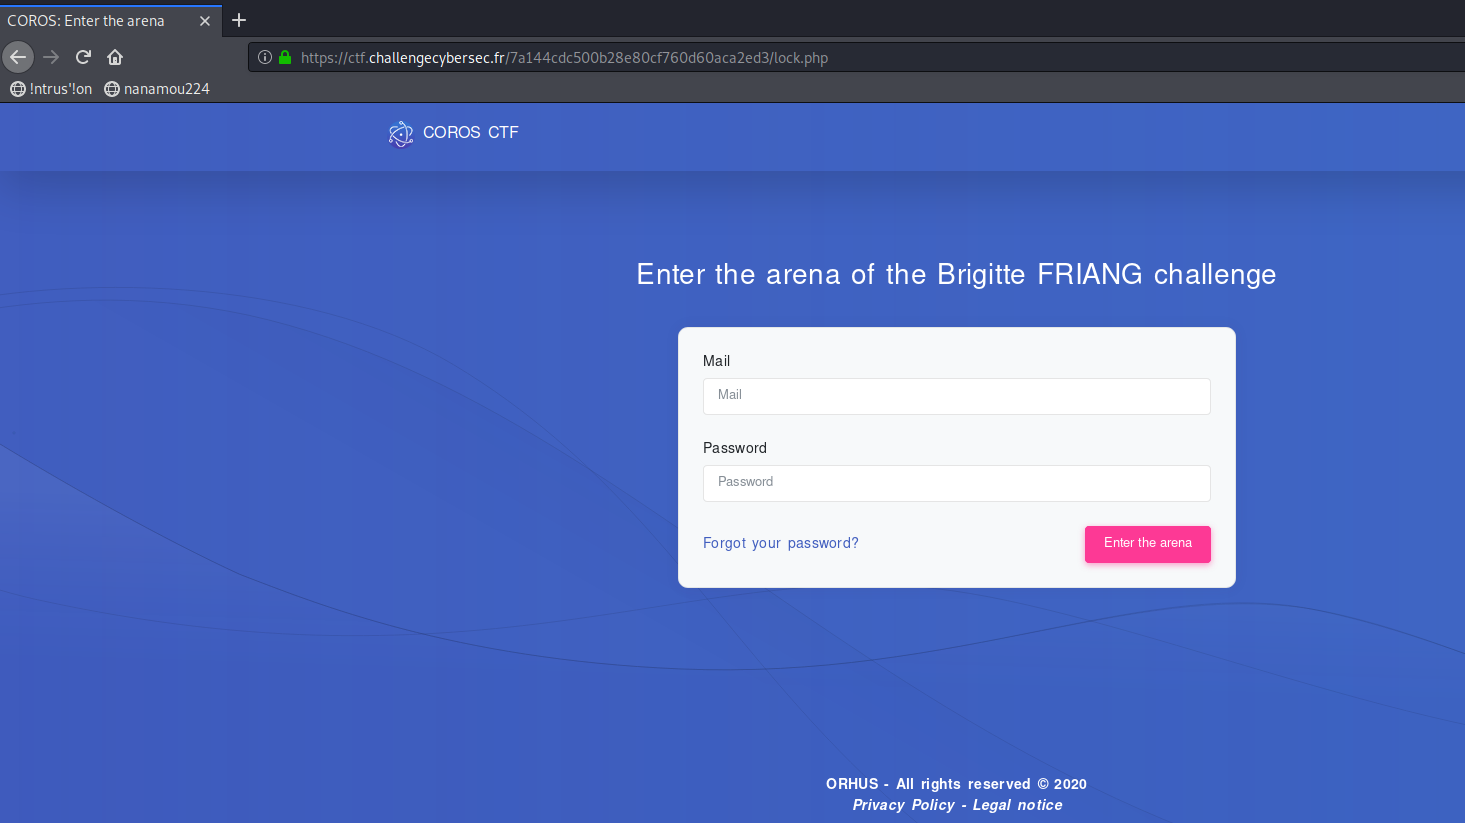 COROS: Enter the arena
https://ctf.challengecybersec.fr/7a144cdc500b28e80cf760d60aca2ed3/lock.php
!ntrus'!on nanamou224
COROS CTF
Enter the arena of the Brigitte FRIANG challenge
Mail
Mail
Password
Password
Forgot your password? Enter the arena
ORHUS - All rights reserved © 2020
Privacy Policy - Legal notice